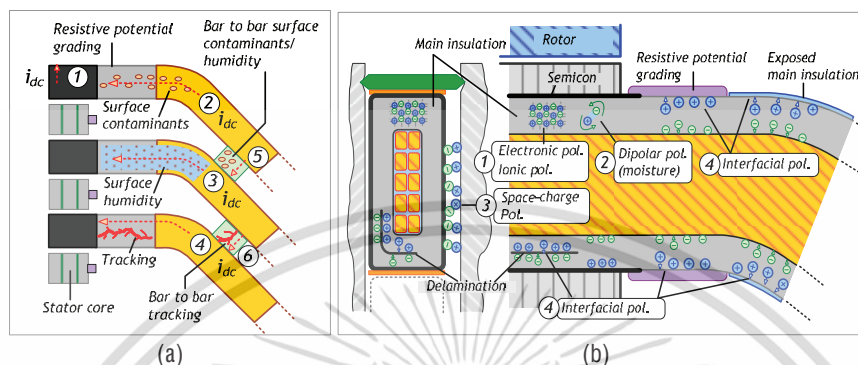 (a)
Resistive potential
grading
Bar to bar surface
contaminants/
humidity
i_dc
1
Surface
contaminants
2
i_dc
5
Surface
humidity
3
i_dc
Tracking
4
i_dc
6
Stator core
Bar to bar
tracking
(a)
(b)
Rotor
Main insulation
Semicon
Resistive potential
grading
Exposed
main insulation
1 Electronic pol.
Ionic pol.
2 Dipolar pol.
(moisture)
4 Interfacial pol.
3 Space-charge
Pol.
Delamination
4 Interfacial pol.
(b)